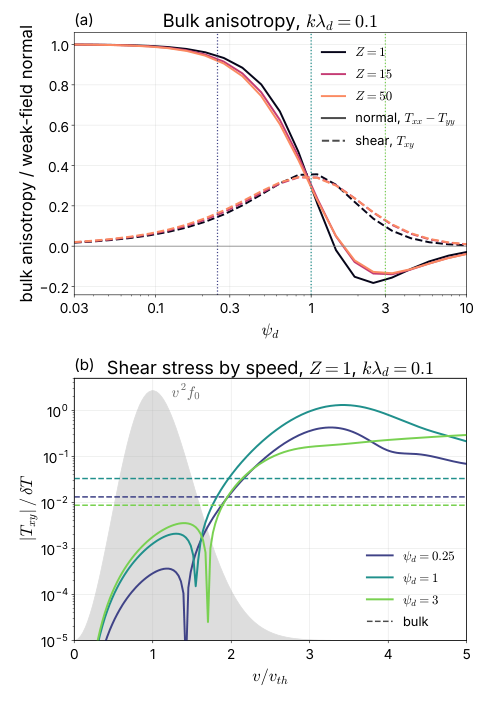 (a)
Bulk anisotropy, kλ_d = 0.1
bulk anisotropy / weak-field normal
1.0
0.8
0.6
0.4
0.2
0.0
−0.2
Z = 1
Z = 15
Z = 50
normal, T_xx − T_yy
shear, T_xy
0.03
0.1
0.3
1
3
10
ψ_d
(b)
Shear stress by speed, Z = 1, kλ_d = 0.1
v² f₀
|T_xy| / δT
10⁰
10⁻¹
10⁻²
10⁻³
10⁻⁴
10⁻⁵
ψ_d = 0.25
ψ_d = 1
ψ_d = 3
bulk
0
1
2
3
4
5
v/v_th